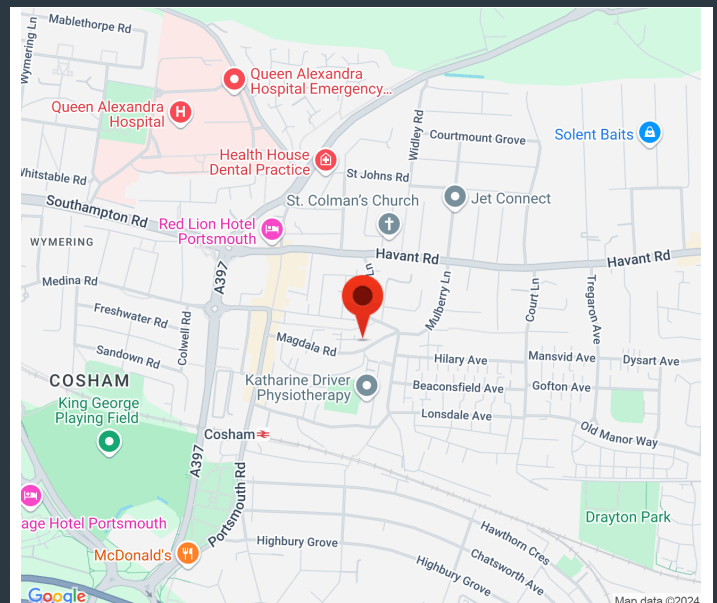 Mablethorpe Rd
Wymering Ln
Queen Alexandra
Hospital Emergency...
Queen Alexandra
Hospital
Widley Rd
Courtmount Grove
Solent Baits
Health House
Dental Practice
St Johns Rd
Whitstable Rd
St. Colman's Church
Jet Connect
Southampton Rd
Red Lion Hotel
Portsmouth
WYMERING
Havant Rd
Havant Rd
A397
Ln
Medina Rd
Mulberry Ln
Court Ln
Tregaron Ave
Freshwater Rd
Colwell Rd
Magdala Rd
Sandown Rd
Hilary Ave
Mansvid Ave
Dysart Ave
COSHAM
Katharine Driver
Physiotherapy
Beaconsfield Ave
Gofton Ave
King George
Playing Field
Lonsdale Ave
Old Manor Way
Cosham
A397
Portsmouth Rd
age Hotel Portsmouth
Drayton Park
Hawthorn Cres
McDonald's
Highbury Grove
Chatsworth Ave
Highbury Grove
Google
Map data ©2024